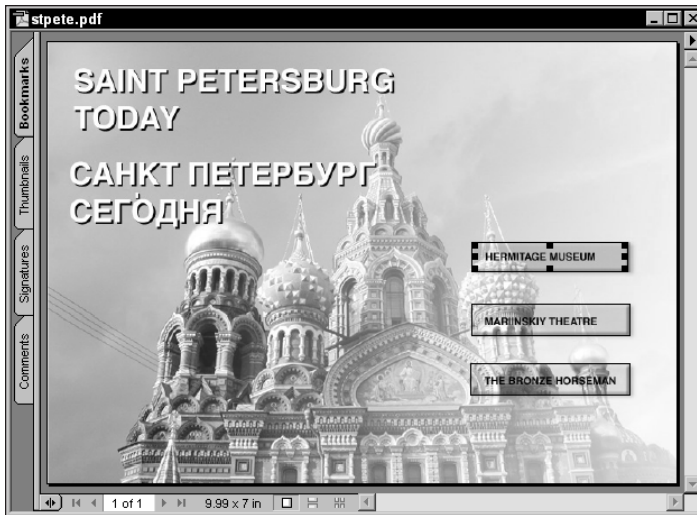 stpete.pdf
Bookmarks
Thumbnails
Signatures
Comments
SAINT PETERSBURG
TODAY
САНКТ ПЕТЕРБУРГ
СЕГОДНЯ
HERMITAGE MUSEUM
MARIINSKIY THEATRE
THE BRONZE HORSEMAN
1 of 1
9.99 x 7 in